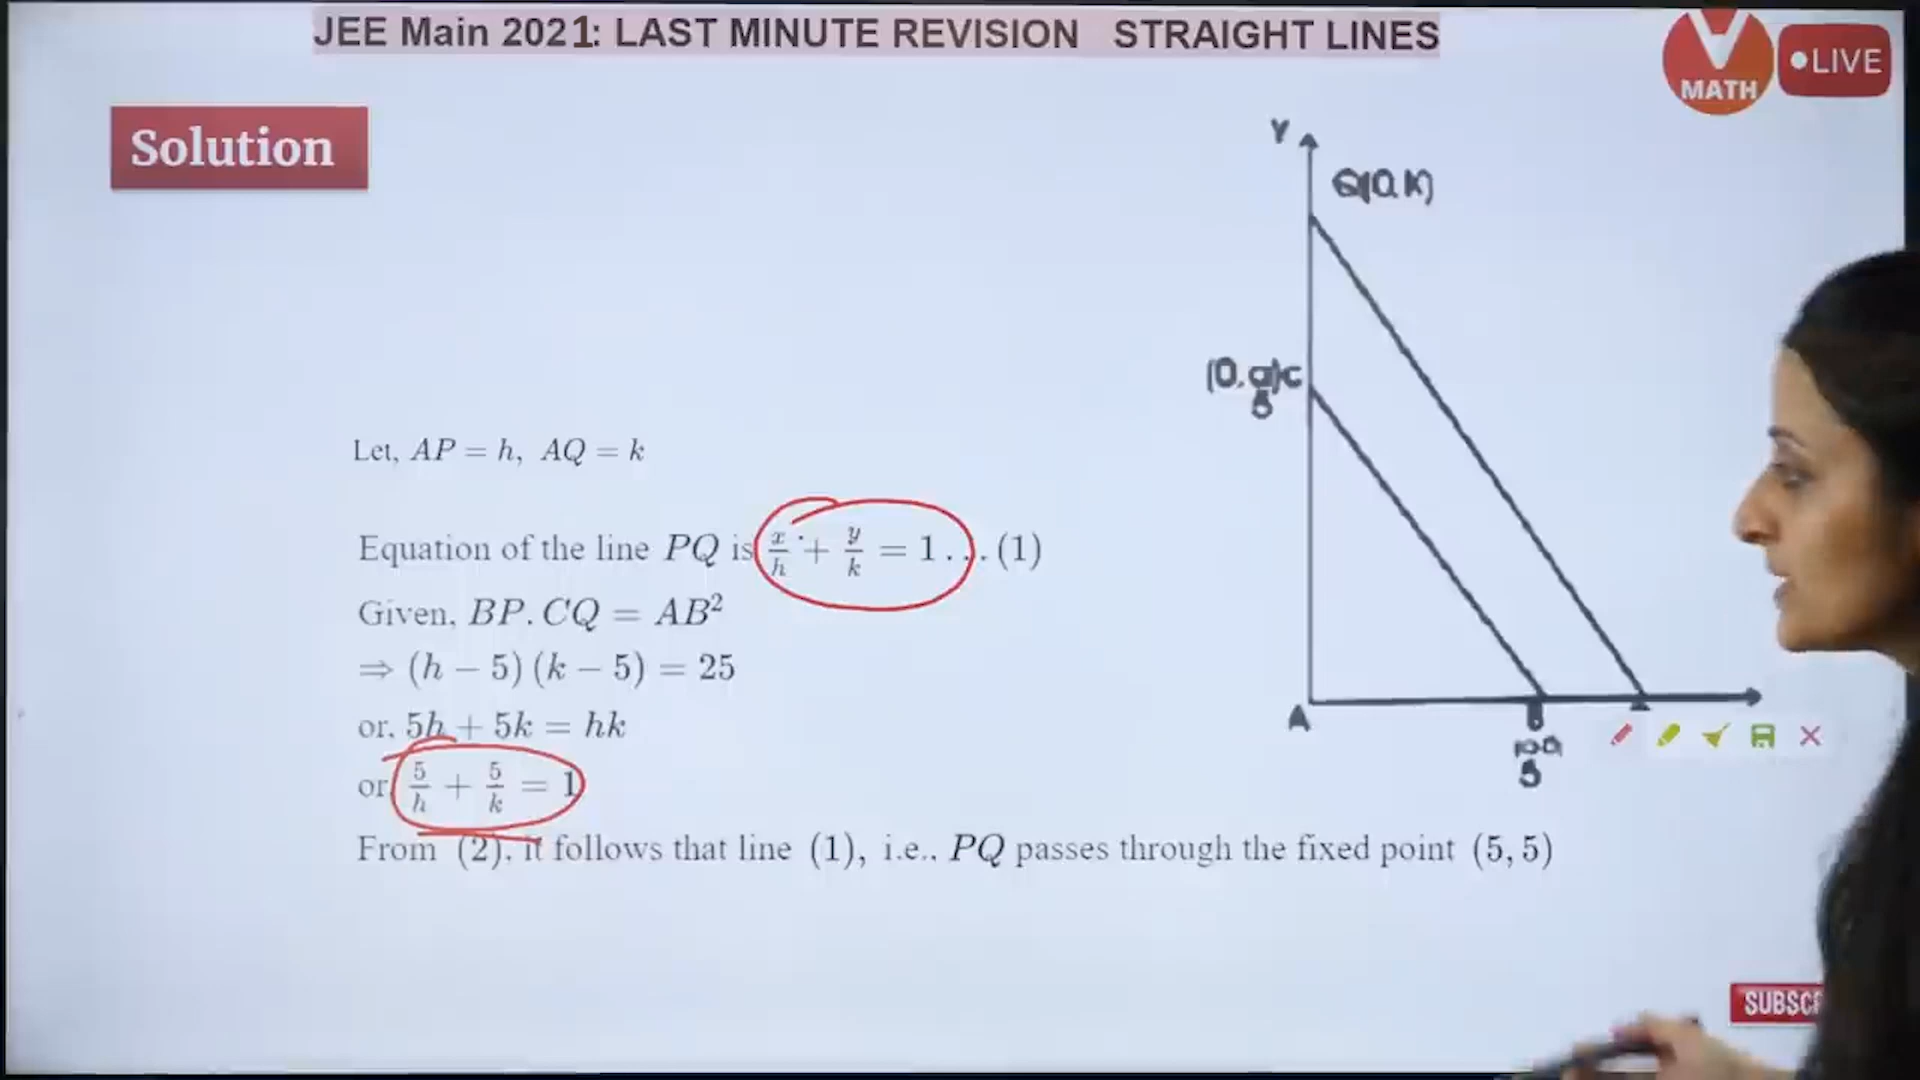 JEE Main 2021: LAST MINUTE REVISION STRAIGHT LINES
MATH
LIVE
Solution
Y
Q(0,k)
(0,a)C
5
Let, AP = h, AQ = k
Equation of the line PQ is x/h + y/k = 1 ... (1)
Given, BP. CQ = AB²
⇒ (h − 5) (k − 5) = 25
or, 5h + 5k = hk
or 5/h + 5/k = 1
A
B
5
From (2), it follows that line (1), i.e., PQ passes through the fixed point (5, 5)